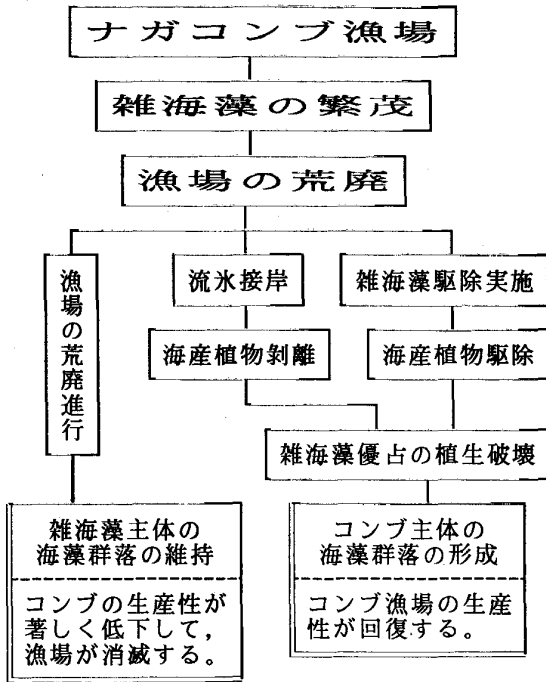 ナガコンブ漁場
雑海藻の繁茂
漁場の荒廃
漁場の荒廃進行
流氷接岸
雑海藻駆除実施
海産植物剝離
海産植物駆除
雑海藻優占の植生破壊
雑海藻主体の
海藻群落の維持
コンブの生産性が
著しく低下して，
漁場が消滅する。
コンブ主体の
海藻群落の形成
コンブ漁場の生産
性が回復する。